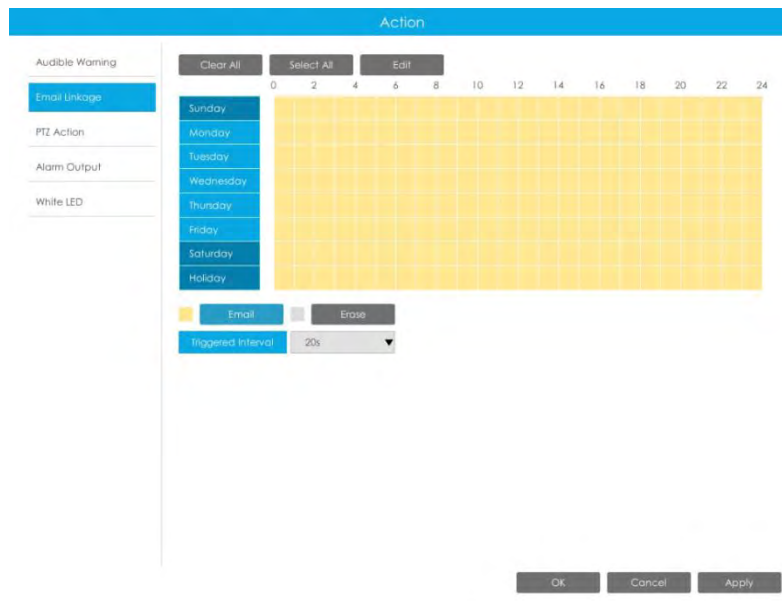 Action
Audible Warning
Email Linkage
PTZ Action
Alarm Output
White LED
Clear All Select All Edit
0 2 4 6 8 10 12 14 16 18 20 22 24
Sunday
Monday
Tuesday
Wednesday
Thursday
Friday
Saturday
Holiday
Email Erase
Triggered Interval 20s
OK Cancel Apply